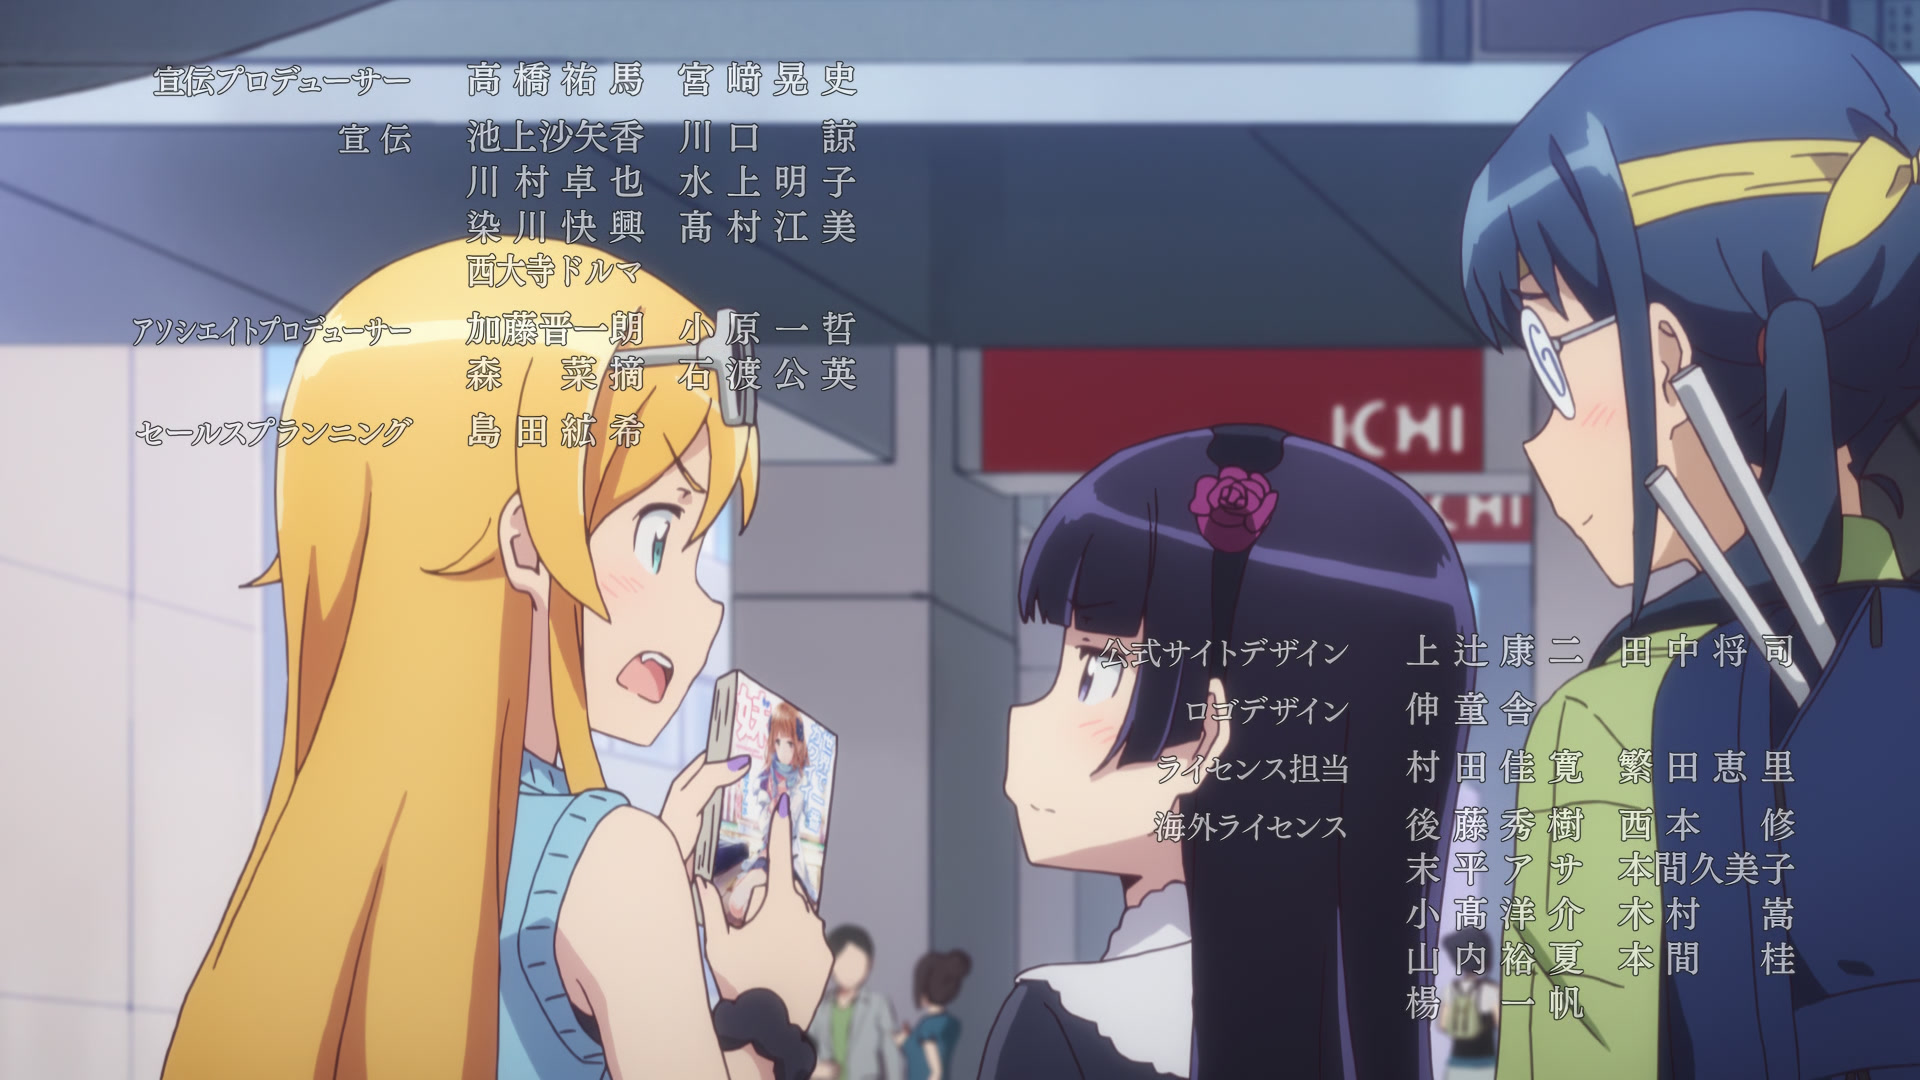 宣伝プロデューサー 高橋祐馬 宮﨑晃史
宣伝 池上沙矢香 川口諒
川村卓也 水上明子
染川快興 髙村江美
西大寺ドルマ
アソシエイトプロデューサー 加藤晋一朗 小原一哲
森菜摘 石渡公英
セールスプランニング 島田紘希
ICHI
ICHI
妹
公式サイトデザイン 上辻康二 田中将司
ロゴデザイン 伸童舎
ライセンス担当 村田佳寛 繁田恵里
海外ライセンス 後藤秀樹 西本修
末平アサ 本間久美子
小髙洋介 木村嵩
山内裕夏 本間桂
楊一帆